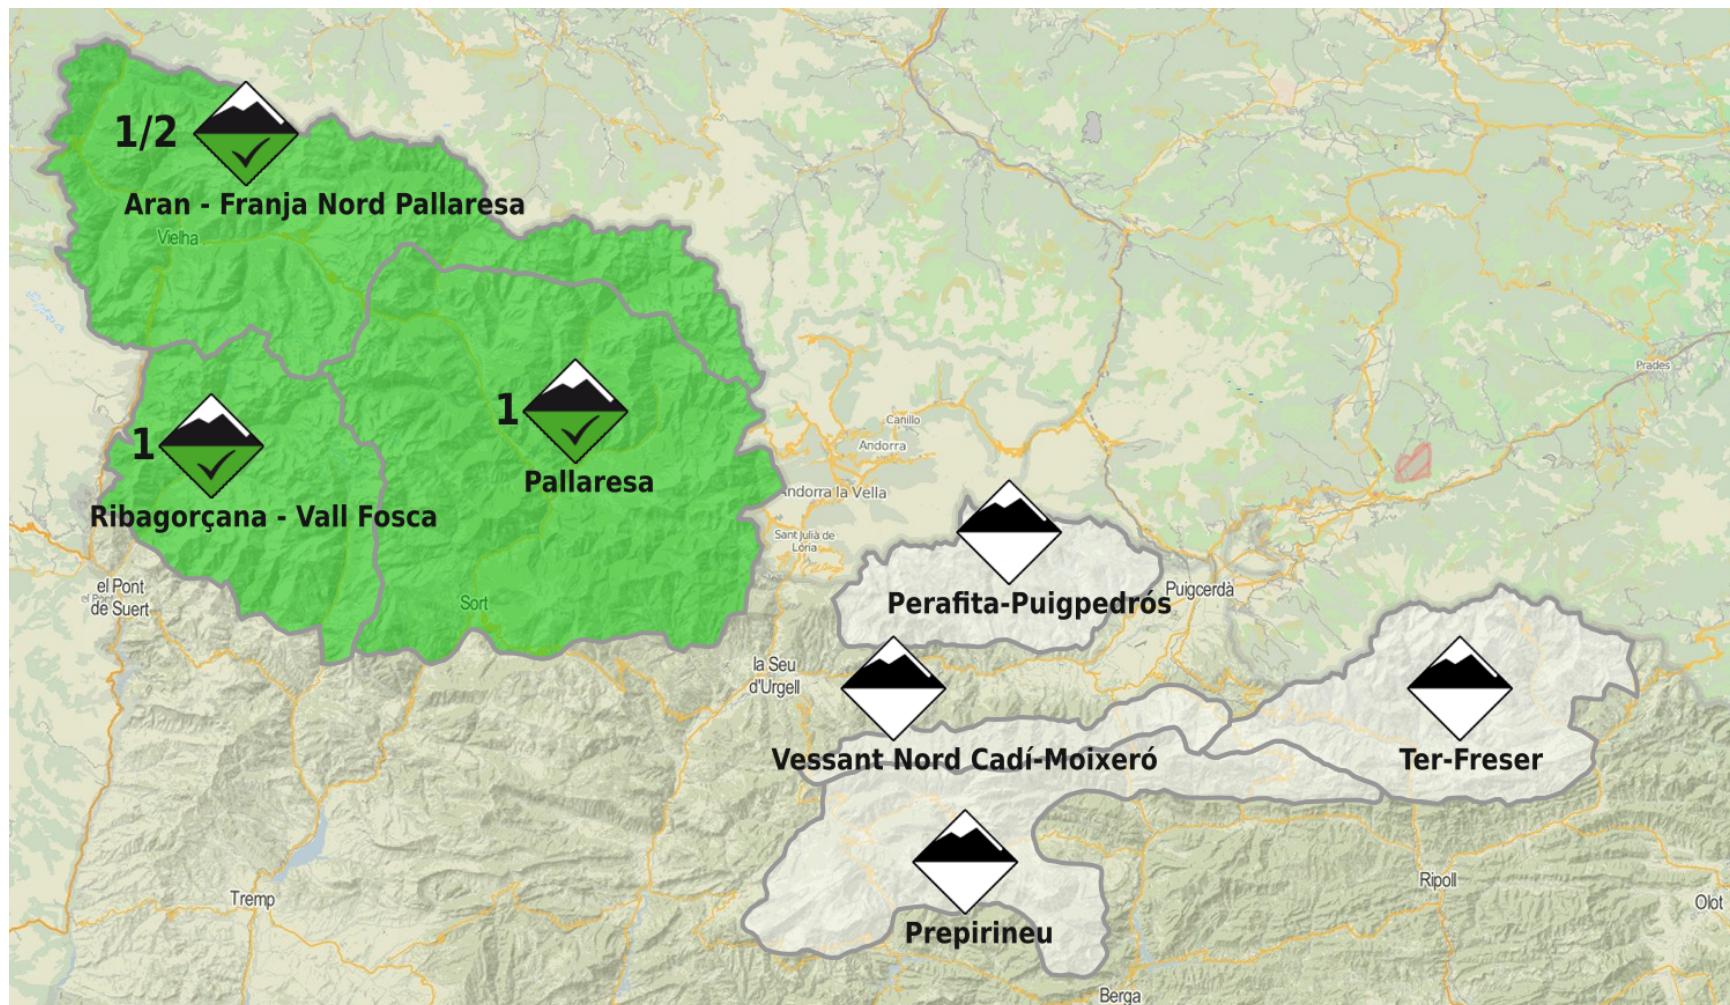 1/2
Aran - Franja Nord Pallaresa
Vielha
Prades
1
Pallaresa
1
Ribagorçana - Vall Fosca
Canillo
Andorra
Andorra la Vella
Sant Julià de
Lòria
el Pont
de Suert
Sort
Perafita-Puigpedrós
Puigcerdà
la Seu
d'Urgell
Vessant Nord Cadí-Moixeró
Ter-Freser
Tremp
Prepirineu
Ripoll
Olot
Berga